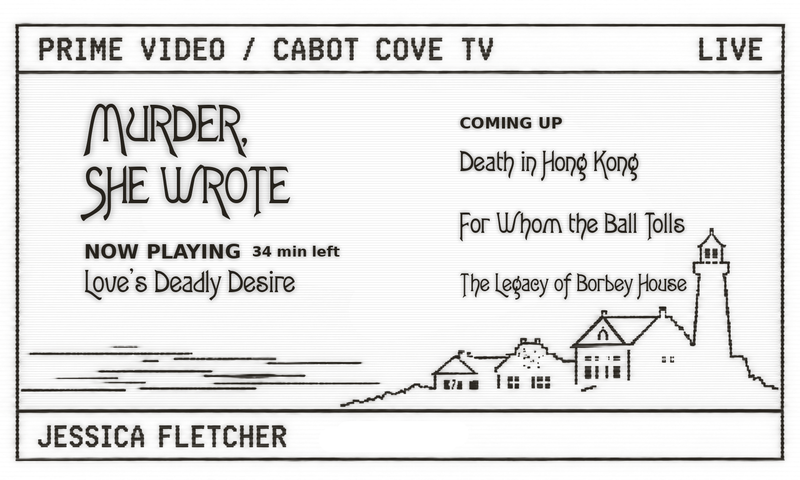 PRIME VIDEO / CABOT COVE TV
LIVE
MURDER,
SHE WROTE
NOW PLAYING 34 min left
Love's Deadly Desire
COMING UP
Death in Hong Kong
For Whom the Ball Tolls
The Legacy of Borbey House
JESSICA FLETCHER